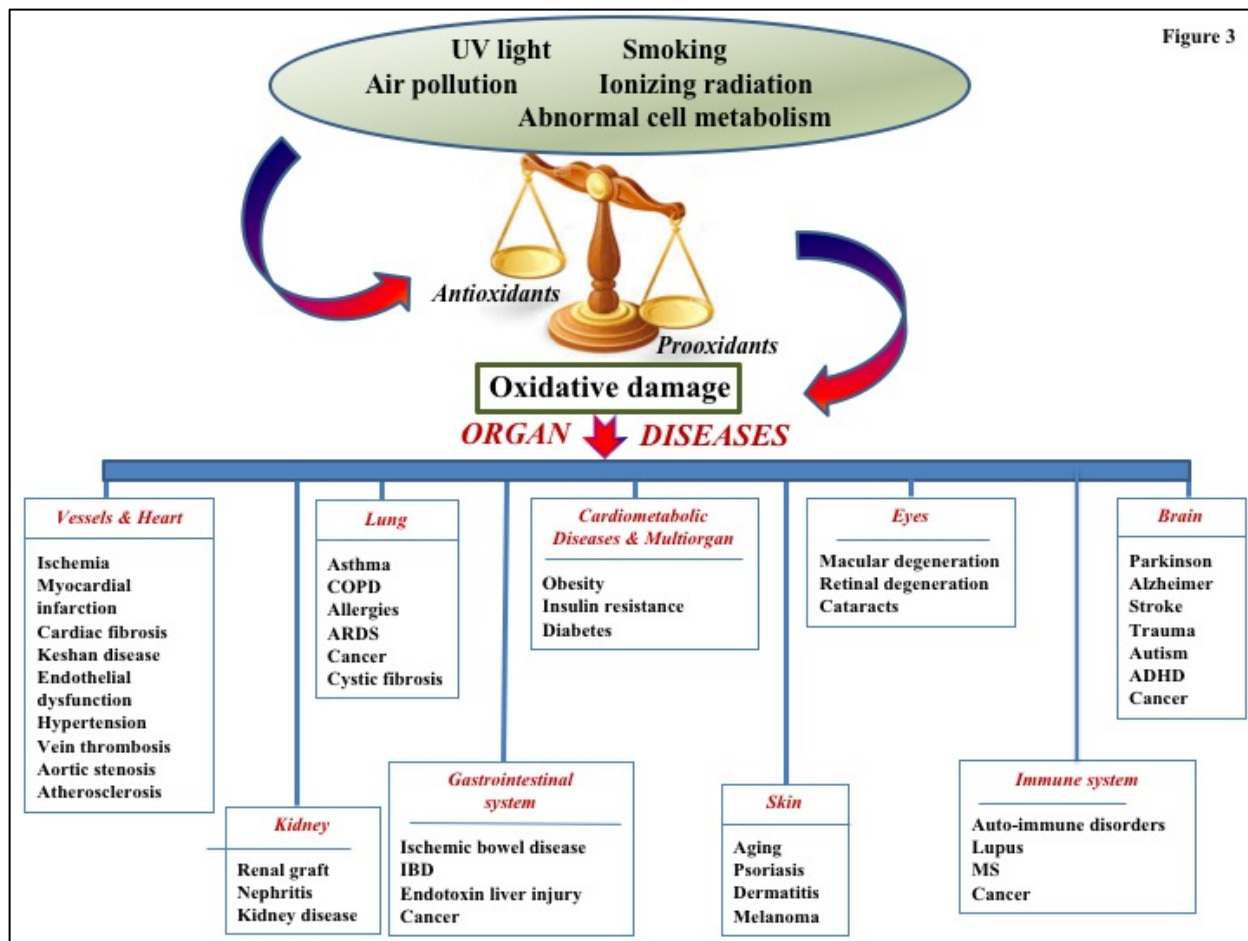 Figure 3
UV light Smoking
Air pollution Ionizing radiation
Abnormal cell metabolism
Antioxidants
Prooxidants
Oxidative damage
ORGAN DISEASES
Vessels & Heart
Ischemia
Myocardial
infarction
Cardiac fibrosis
Keshan disease
Endothelial
dysfunction
Hypertension
Vein thrombosis
Aortic stenosis
Atherosclerosis
Kidney
Renal graft
Nephritis
Kidney disease
Lung
Asthma
COPD
Allergies
ARDS
Cancer
Cystic fibrosis
Gastrointestinal
system
Ischemic bowel disease
IBD
Endotoxin liver injury
Cancer
Cardiometabolic
Diseases & Multiorgan
Obesity
Insulin resistance
Diabetes
Skin
Aging
Psoriasis
Dermatitis
Melanoma
Eyes
Macular degeneration
Retinal degeneration
Cataracts
Immune system
Auto-immune disorders
Lupus
MS
Cancer
Brain
Parkinson
Alzheimer
Stroke
Trauma
Autism
ADHD
Cancer